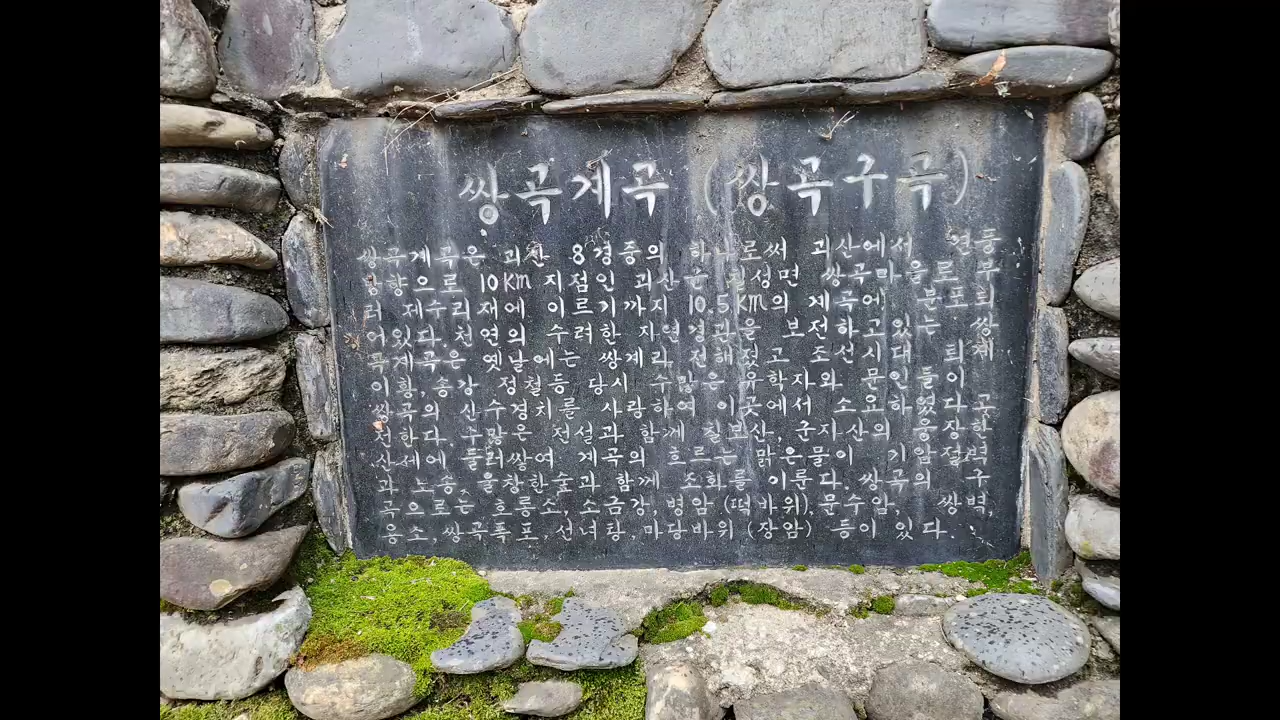 쌍곡계곡 (쌍곡구곡)
쌍곡계곡은 괴산 8경중의 하나로써 괴산에서 연풍
방향으로 10Km 지점인 괴산군 칠성면 쌍곡마을로 부
터 제수리재에 이르기까지 10.5Km의 계곡에 분포되
어있다. 천연의 수려한 자연경관을 보전하고있는 쌍
곡계곡은 옛날에는 쌍계라 전해졌고 조선시대 퇴계
이황, 송강 정철등 당시 수많은 유학자와 문인들이
쌍곡의 산수경치를 사랑하여 이곳에서 소요하였다고
전한다. 수많은 전설과 함께 칠보산, 군자산의 웅장한
산세에 둘러쌓여 계곡의 흐르는 맑은물이 기암절벽
과 노송, 울창한숲과 함께 조화를 이룬다. 쌍곡의 구
곡으로는 호롱소, 소금강, 병암 (떡바위), 문수암, 쌍벽,
용소, 쌍곡폭포, 선녀탕, 마당바위 (장암) 등이 있다.